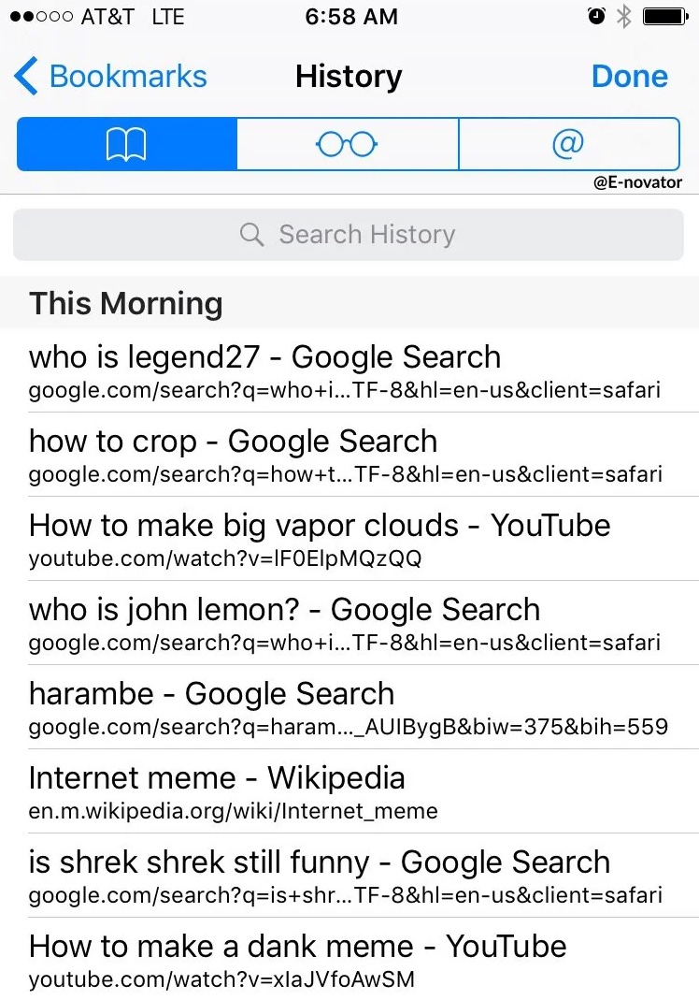 AT&T LTE 6:58 AM
Bookmarks History Done
@
@E-novator
Search History
This Morning
who is legend27 - Google Search
google.com/search?q=who+i...TF-8&hl=en-us&client=safari
how to crop - Google Search
google.com/search?q=how+t...TF-8&hl=en-us&client=safari
How to make big vapor clouds - YouTube
youtube.com/watch?v=lF0ElpMQzQQ
who is john lemon? - Google Search
google.com/search?q=who+i...TF-8&hl=en-us&client=safari
harambe - Google Search
google.com/search?q=haram..._AUIBygB&biw=375&bih=559
Internet meme - Wikipedia
en.m.wikipedia.org/wiki/Internet_meme
is shrek shrek still funny - Google Search
google.com/search?q=is+shr...TF-8&hl=en-us&client=safari
How to make a dank meme - YouTube
youtube.com/watch?v=xIaJVfoAwSM